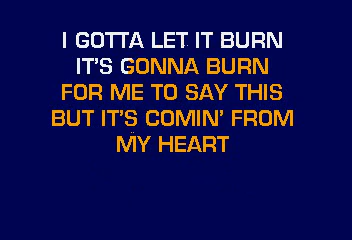 I GOTTA LET IT BURN
IT'S GONNA BURN
FOR ME TO SAY THIS
BUT IT'S COMIN' FROM
MY HEART